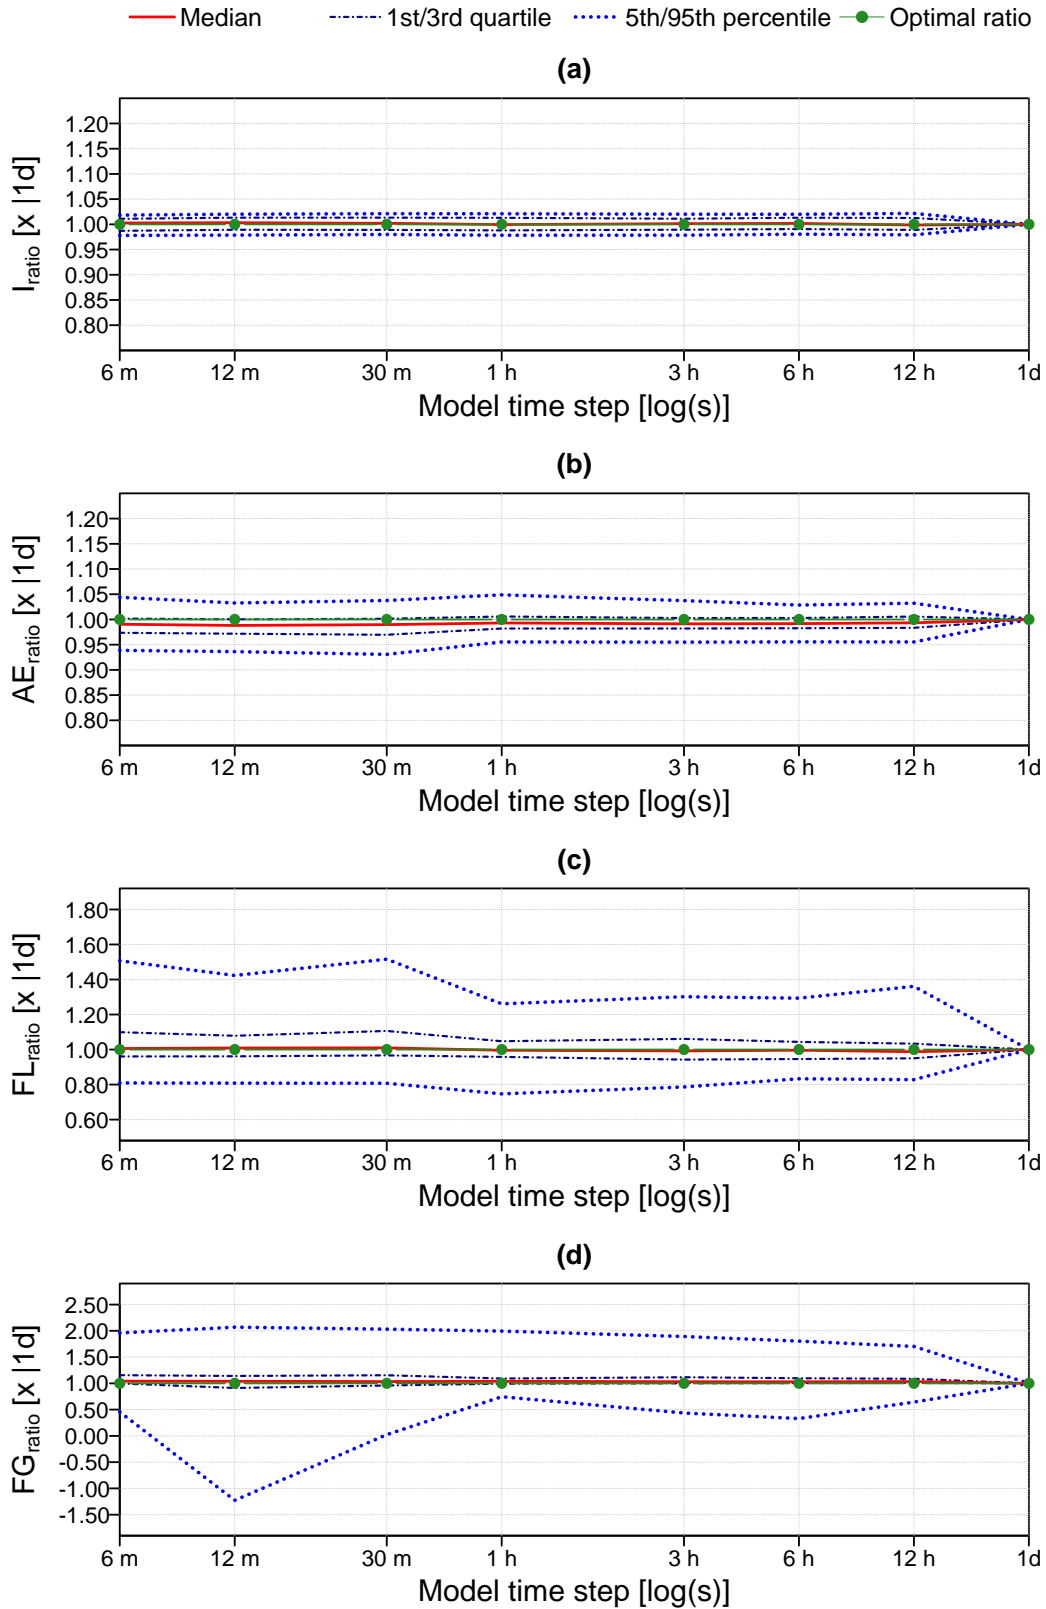 Median 1st/3rd quartile 5th/95th percentile Optimal ratio
(a)
I_ratio [x |1d]
1.20
1.15
1.10
1.05
1.00
0.95
0.90
0.85
0.80
6 m 12 m 30 m 1 h 3 h 6 h 12 h 1d
Model time step [log(s)]
(b)
AE_ratio [x |1d]
1.20
1.15
1.10
1.05
1.00
0.95
0.90
0.85
0.80
6 m 12 m 30 m 1 h 3 h 6 h 12 h 1d
Model time step [log(s)]
(c)
FL_ratio [x |1d]
1.80
1.60
1.40
1.20
1.00
0.80
0.60
6 m 12 m 30 m 1 h 3 h 6 h 12 h 1d
Model time step [log(s)]
(d)
FG_ratio [x |1d]
2.50
2.00
1.50
1.00
0.50
0.00
-0.50
-1.00
-1.50
6 m 12 m 30 m 1 h 3 h 6 h 12 h 1d
Model time step [log(s)]